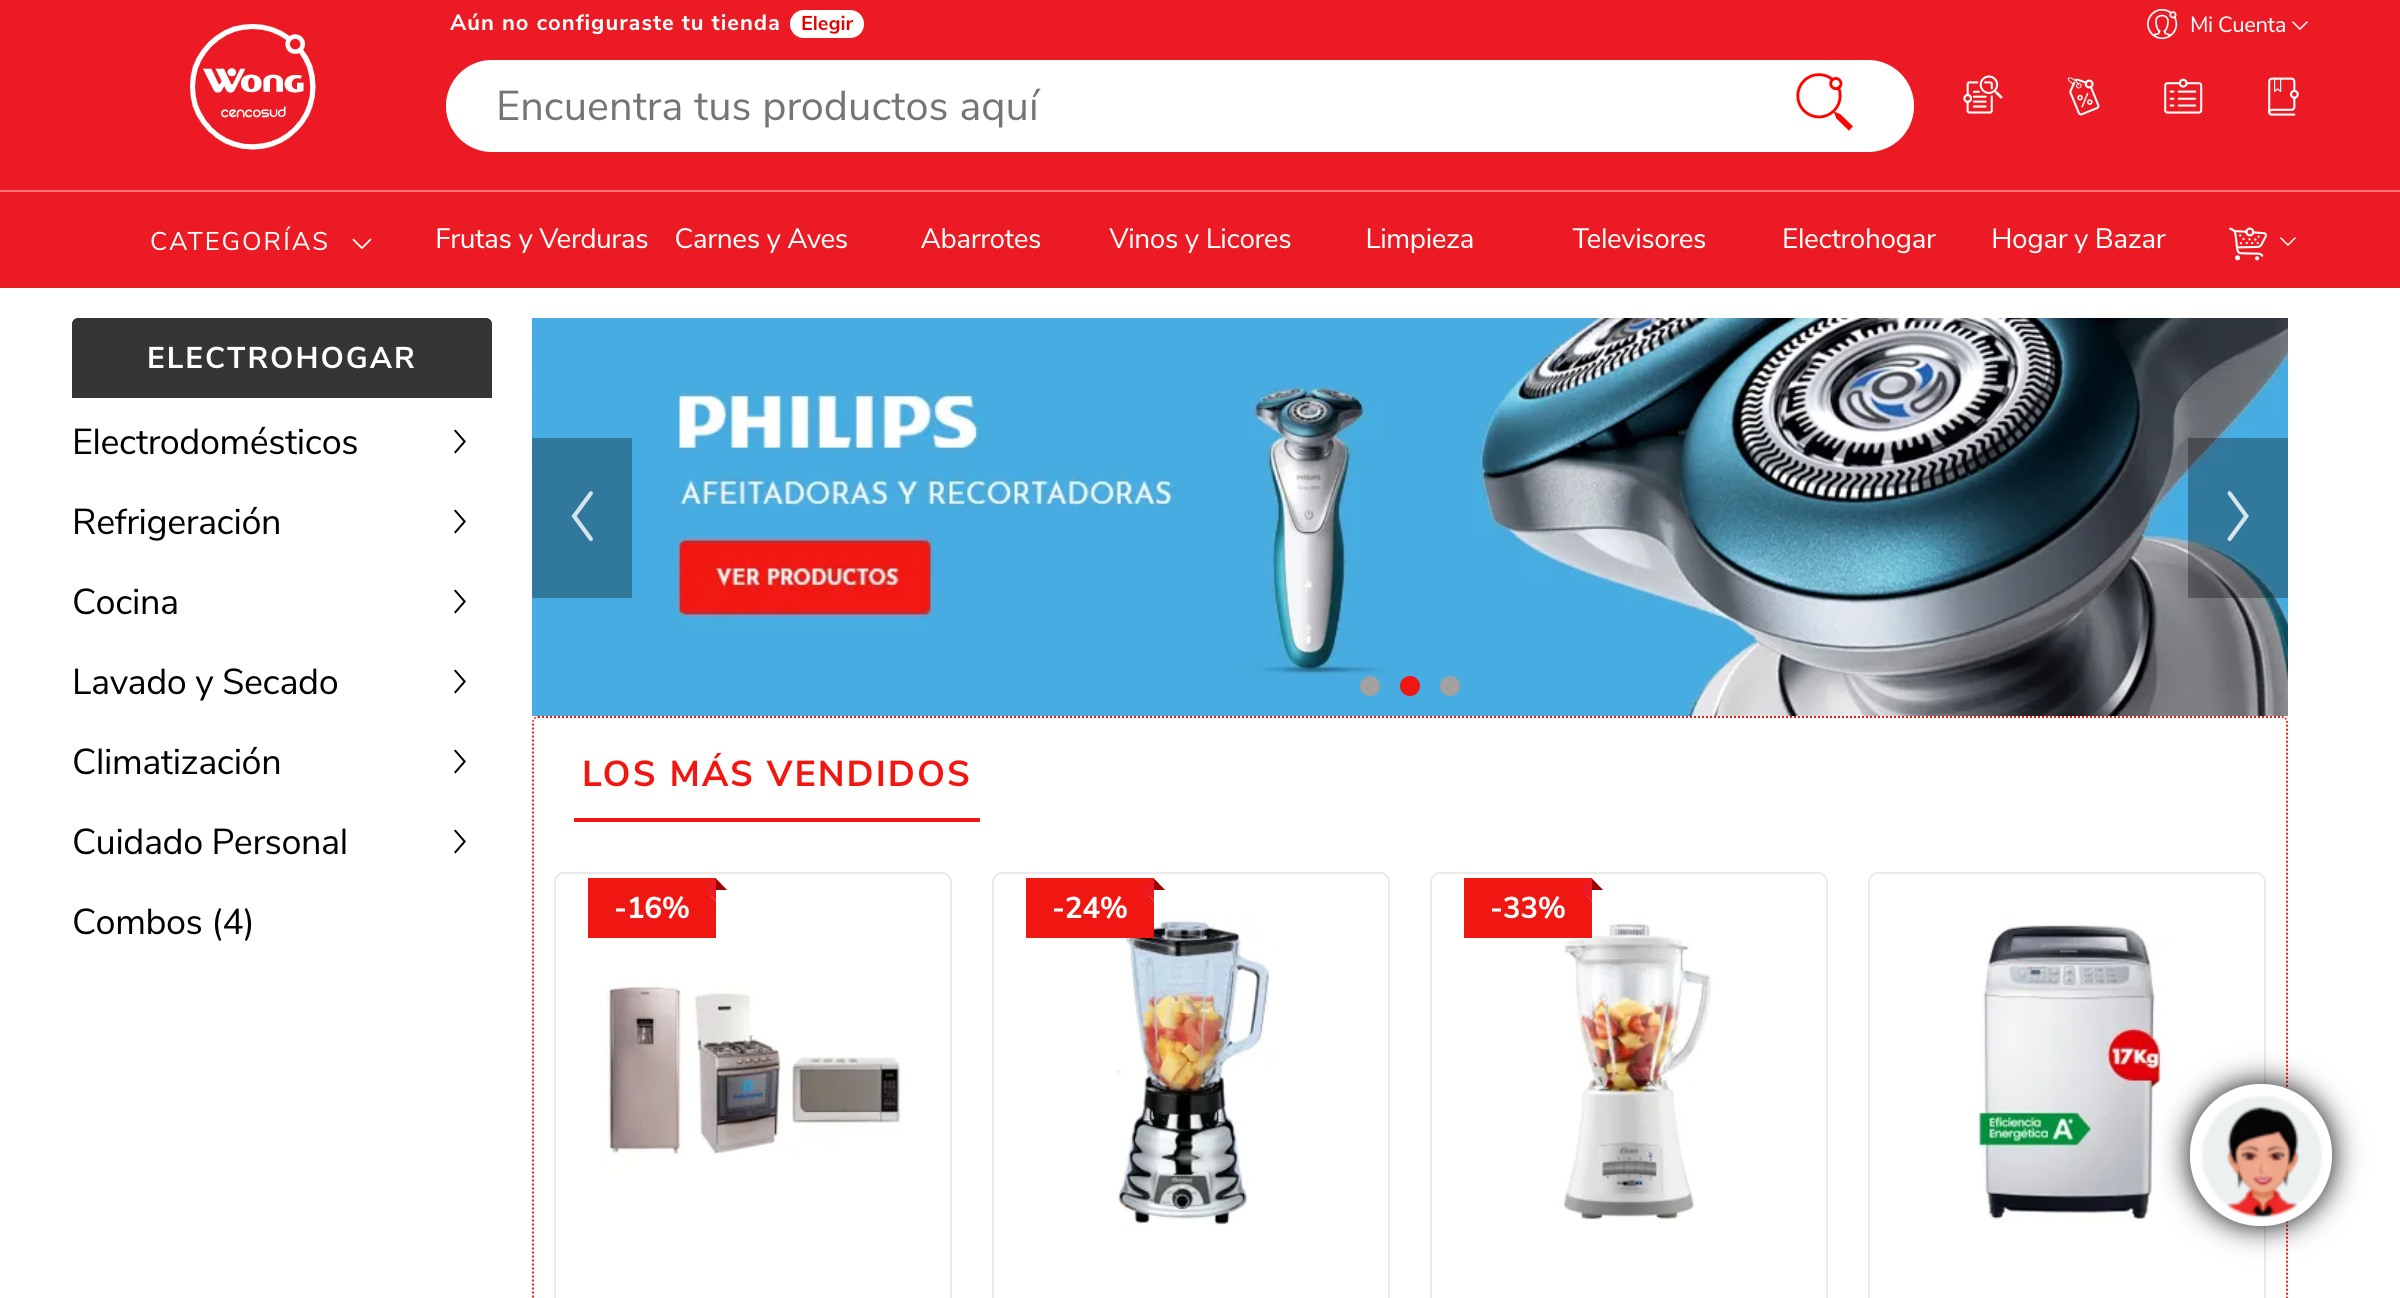 Aún no configuraste tu tienda Elegir
Mi Cuenta
Wong
cencosud
Encuentra tus productos aquí
CATEGORÍAS Frutas y Verduras Carnes y Aves Abarrotes Vinos y Licores Limpieza Televisores Electrohogar Hogar y Bazar
ELECTROHOGAR
Electrodomésticos
Refrigeración
Cocina
Lavado y Secado
Climatización
Cuidado Personal
Combos (4)
PHILIPS
AFEITADORAS Y RECORTADORAS
VER PRODUCTOS
PHILIPS
LOS MÁS VENDIDOS
-16%
-24%
-33%
17Kg
Eficiencia
Energética A+